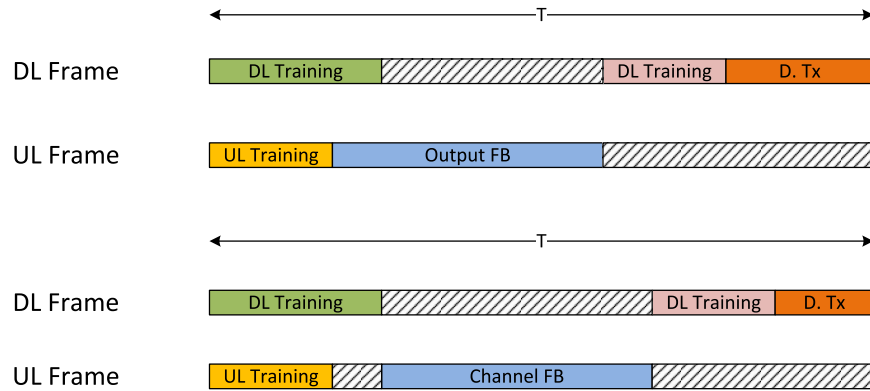 T
DL Frame DL Training DL Training D. Tx
UL Frame UL Training Output FB
T
DL Frame DL Training DL Training D. Tx
UL Frame UL Training Channel FB